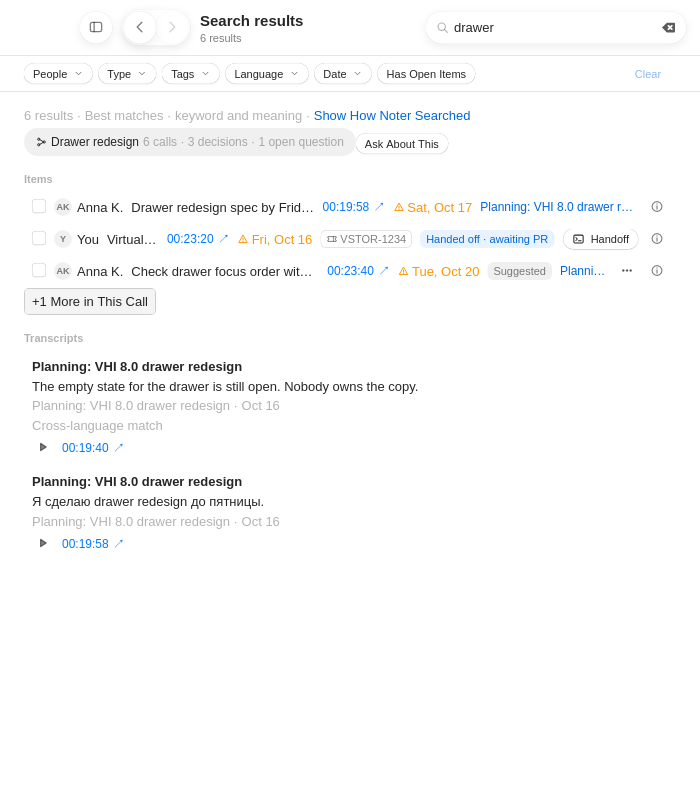 Search results
6 results
drawer
People Type Tags Language Date Has Open Items Clear
6 results · Best matches · keyword and meaning · Show How Noter Searched
Drawer redesign 6 calls · 3 decisions · 1 open question Ask About This
Items
AK Anna K. Drawer redesign spec by Frid… 00:19:58 ↗ Sat, Oct 17 Planning: VHI 8.0 drawer r…
Y You Virtual… 00:23:20 ↗ Fri, Oct 16 VSTOR-1234 Handed off · awaiting PR Handoff
AK Anna K. Check drawer focus order wit… 00:23:40 ↗ Tue, Oct 20 Suggested Planni… ···
+1 More in This Call
Transcripts
Planning: VHI 8.0 drawer redesign
The empty state for the drawer is still open. Nobody owns the copy.
Planning: VHI 8.0 drawer redesign · Oct 16
Cross-language match
00:19:40 ↗
Planning: VHI 8.0 drawer redesign
Я сделаю drawer redesign до пятницы.
Planning: VHI 8.0 drawer redesign · Oct 16
00:19:58 ↗